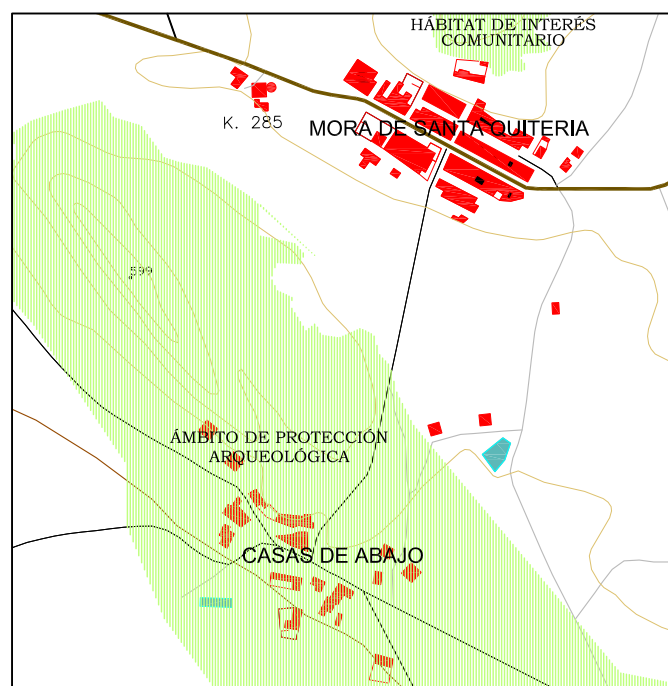 HÁBITAT DE INTERÉS
COMUNITARIO
K. 285
MORA DE SANTA QUITERIA
599
ÁMBITO DE PROTECCIÓN
ARQUEOLÓGICA
CASAS DE ABAJO